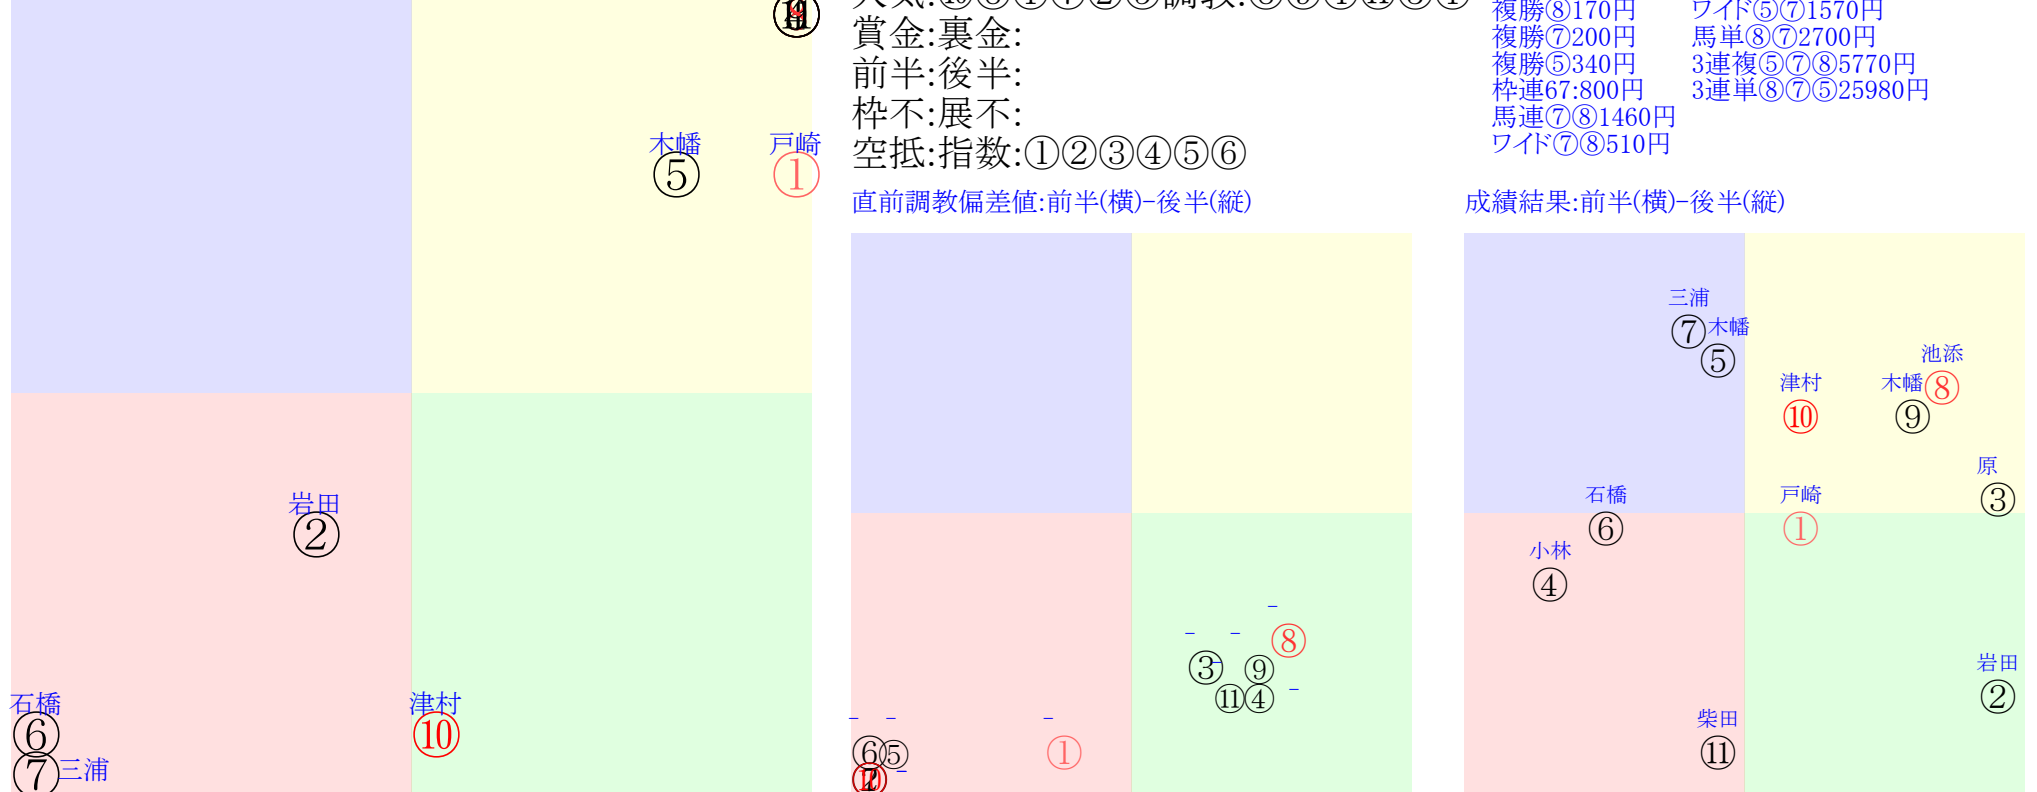 賞金:裏金:
前半:後半:
枠不:展不:
空抵:指数:①②③④⑤⑥
複勝⑧170円
複勝⑦200円
複勝⑤340円
枠連67:800円
馬連⑦⑧1460円
ワイド⑦⑧510円
ワイド⑤⑦1570円
馬単⑧⑦2700円
3連複⑤⑦⑧5770円
3連単⑧⑦⑤25980円
木幡
⑤
戸崎
①
岩田
②
石橋
⑥
⑦三浦
津村
⑩
直前調教偏差値:前半(横)-後半(縦)
⑧
③
⑨
⑪④
⑥⑤
①
成績結果:前半(横)-後半(縦)
三浦
⑦木幡
⑤
池添
津村
木幡⑧
⑩
⑨
原
③
石橋
⑥
戸崎
①
小林
④
岩田
②
柴田
⑪